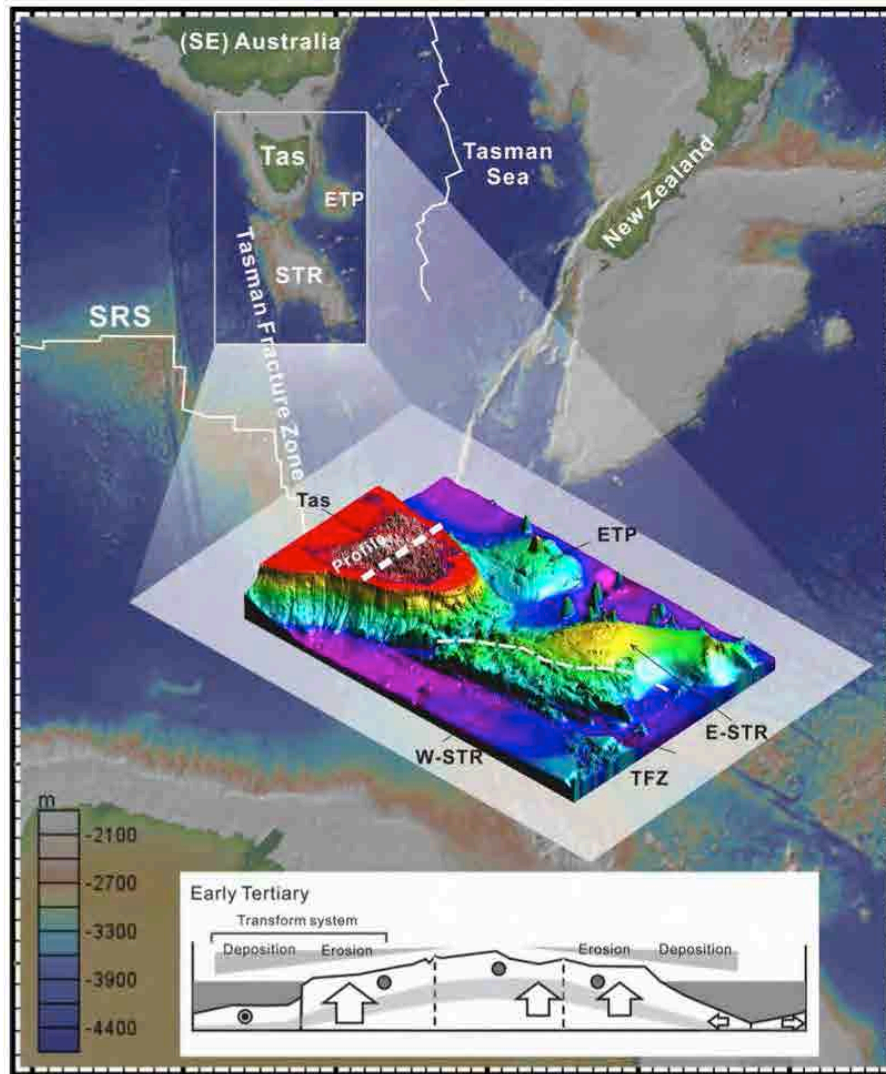 (SE) Australia
Tas
Tasman
Sea
ETP
New Zealand
STR
Tasman Fracture Zone
SRS
Tas
Profile
ETP
E-STR
W-STR
TFZ
m
-2100
-2700
-3300
-3900
-4400
Early Tertiary
Transform system
Deposition Erosion Erosion Deposition